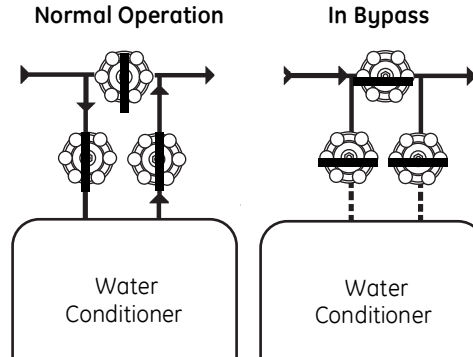 Normal Operation
In Bypass
Water
Conditioner
Water
Conditioner